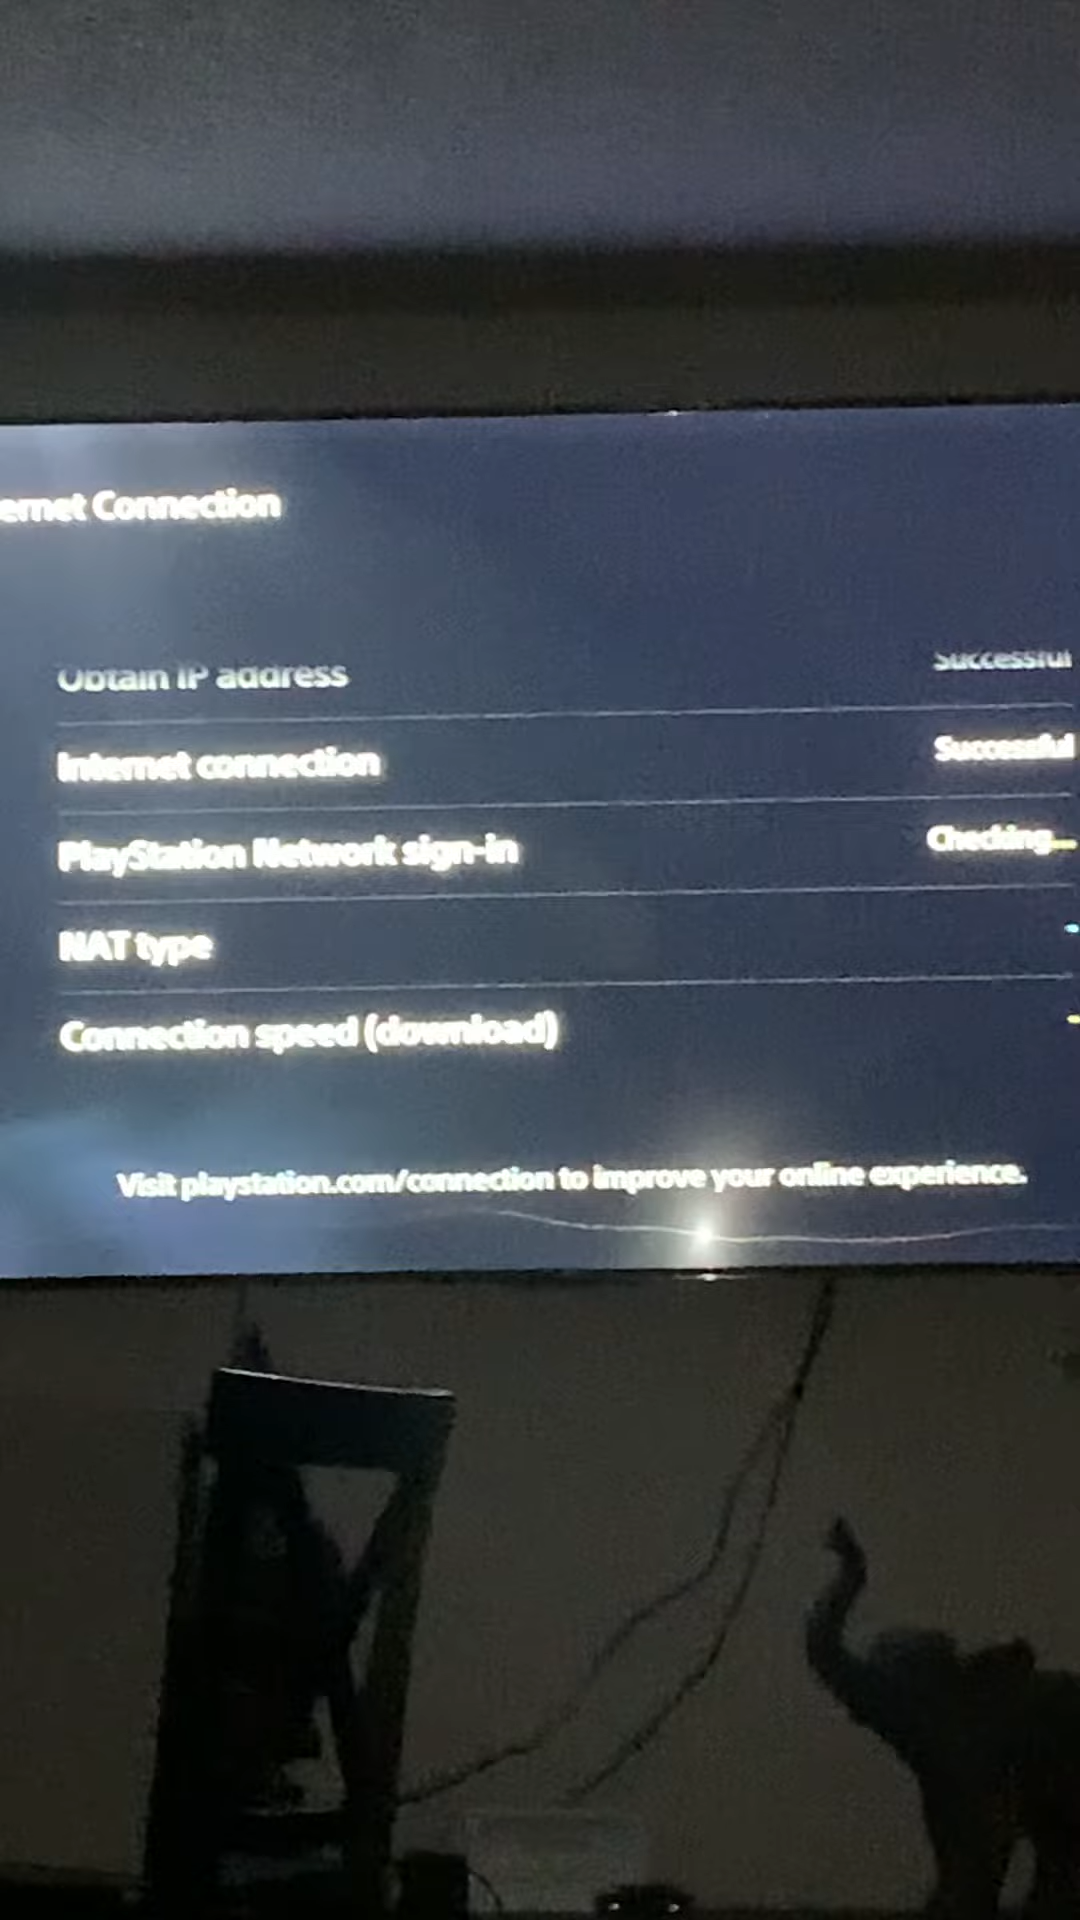 ernet Connection
Obtain IP address Successful
Internet connection Successful
PlayStation Network sign-in Checking...
NAT type -
Connection speed (download) -
Visit playstation.com/connection to improve your online experience.